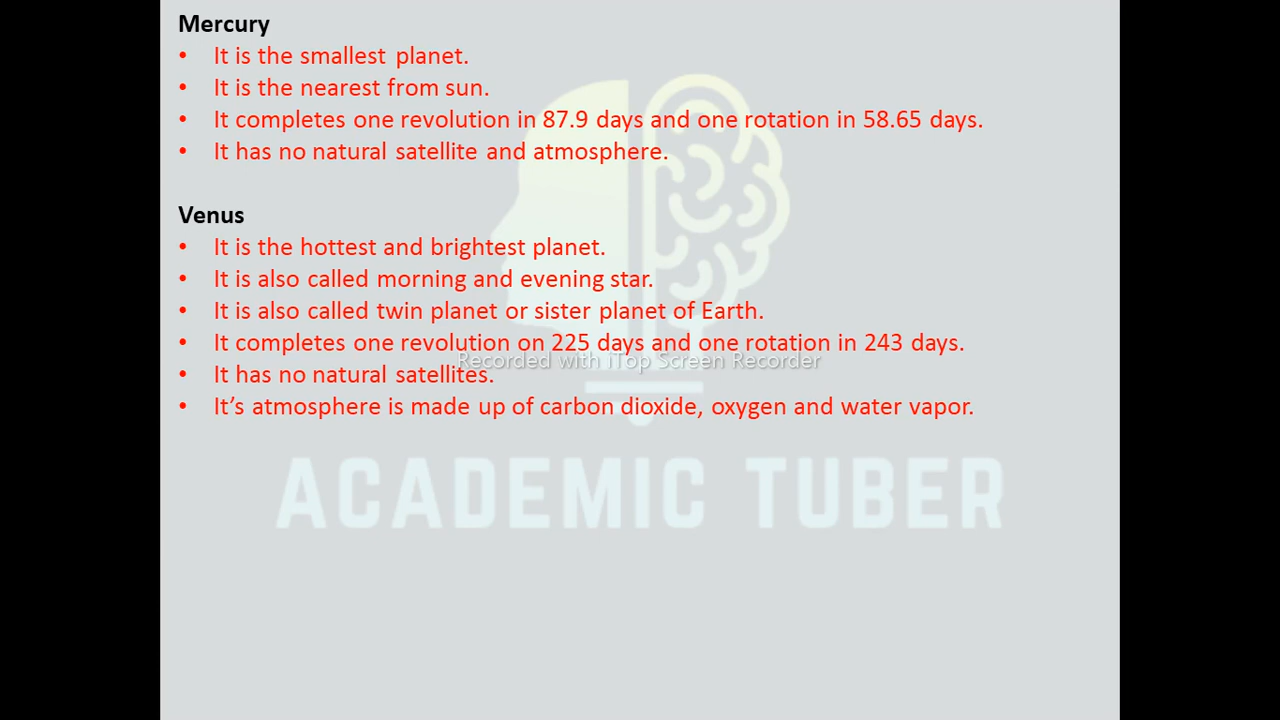 Mercury
• It is the smallest planet.
• It is the nearest from sun.
• It completes one revolution in 87.9 days and one rotation in 58.65 days.
• It has no natural satellite and atmosphere.
Venus
• It is the hottest and brightest planet.
• It is also called morning and evening star.
• It is also called twin planet or sister planet of Earth.
• It completes one revolution on 225 days and one rotation in 243 days.
Recorded with iTop Screen Recorder
• It has no natural satellites.
• It’s atmosphere is made up of carbon dioxide, oxygen and water vapor.
ACADEMIC TUBER